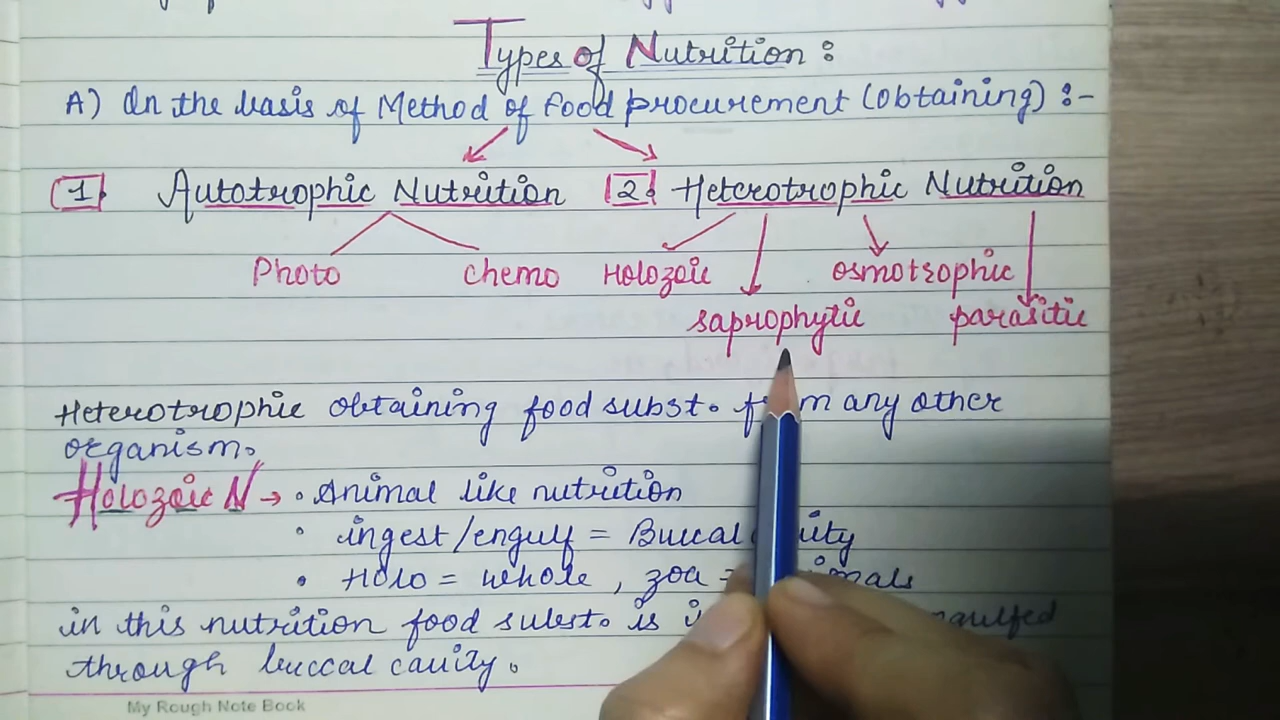 Types of Nutrition :
A) On the basis of Method of food procurement (obtaining) :-
1 Autotrophic Nutrition 2. Heterotrophic Nutrition
Photo chemo Holozoic osmotrophic
saprophytic parasitic
Heterotrophic obtaining food subst. any other
organism.
Holozoic N → • Animal like nutrition
• ingest/engulf = Buccal
• Holo = whole, zoa =
in this nutrition food subst. is
through buccal cavity.
My Rough Note Book